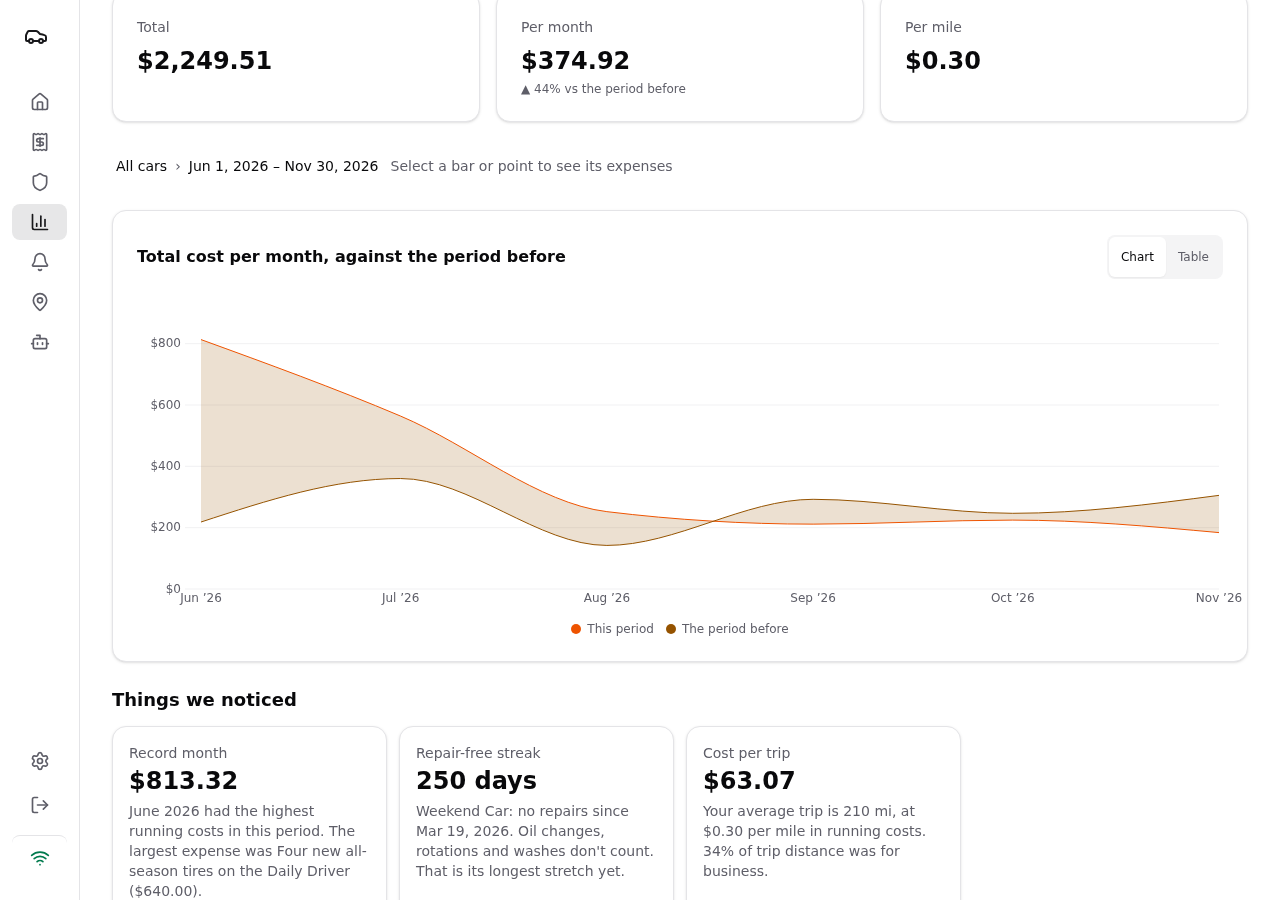 Total
$2,249.51
Per month
$374.92
▲ 44% vs the period before
Per mile
$0.30
All cars › Jun 1, 2026 – Nov 30, 2026 Select a bar or point to see its expenses
Total cost per month, against the period before
Chart Table
$800
$600
$400
$200
$0
Jun ’26 Jul ’26 Aug ’26 Sep ’26 Oct ’26 Nov ’26
This period The period before
Things we noticed
Record month
$813.32
June 2026 had the highest
running costs in this period. The
largest expense was Four new all-
season tires on the Daily Driver
($640.00).
Repair-free streak
250 days
Weekend Car: no repairs since
Mar 19, 2026. Oil changes,
rotations and washes don't count.
That is its longest stretch yet.
Cost per trip
$63.07
Your average trip is 210 mi, at
$0.30 per mile in running costs.
34% of trip distance was for
business.